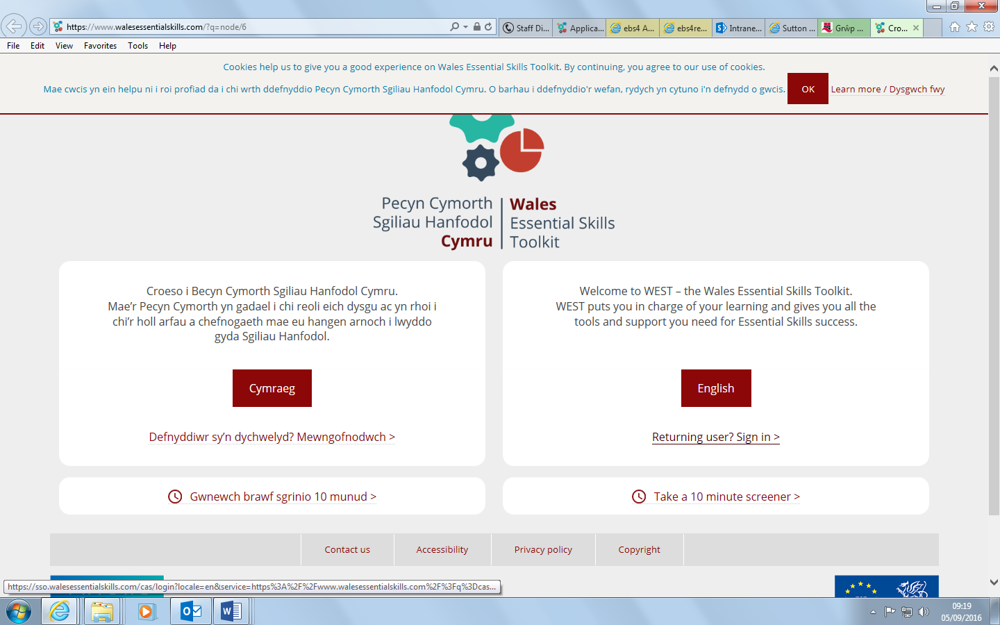 https://www.walesessentialskills.com/?q=node/6
Staff Di...
Applica...
ebs4 A...
ebs4re...
Intrane...
Sutton ...
Grŵp ...
Cro...
File Edit View Favorites Tools Help
Cookies help us to give you a good experience on Wales Essential Skills Toolkit. By continuing, you agree to our use of cookies.
Mae cwcis yn ein helpu ni i roi profiad da i chi wrth ddefnyddio Pecyn Cymorth Sgiliau Hanfodol Cymru. O barhau i ddefnyddio'r wefan, rydych yn cytuno i'n defnydd o gwcis. OK Learn more / Dysgwch fwy
Pecyn Cymorth
Sgiliau Hanfodol
Cymru
Wales
Essential Skills
Toolkit
Croeso i Becyn Cymorth Sgiliau Hanfodol Cymru.
Mae’r Pecyn Cymorth yn gadael i chi reoli eich dysgu ac yn rhoi i
chi’r holl arfau a chefnogaeth mae eu hangen arnoch i lwyddo
gyda Sgiliau Hanfodol.
Cymraeg
Defnyddiwr sy’n dychwelyd? Mewngofnodwch >
Welcome to WEST – the Wales Essential Skills Toolkit.
WEST puts you in charge of your learning and gives you all the
tools and support you need for Essential Skills success.
English
Returning user? Sign in >
Gwnewch brawf sgrinio 10 munud >
Take a 10 minute screener >
Contact us
Accessibility
Privacy policy
Copyright
https://sso.walesessentialskills.com/cas/login?locale=en&service=https%3A%2F%2Fwww.walesessentialskills.com%2F%3Fq%3Dcas...
09:19
05/09/2016